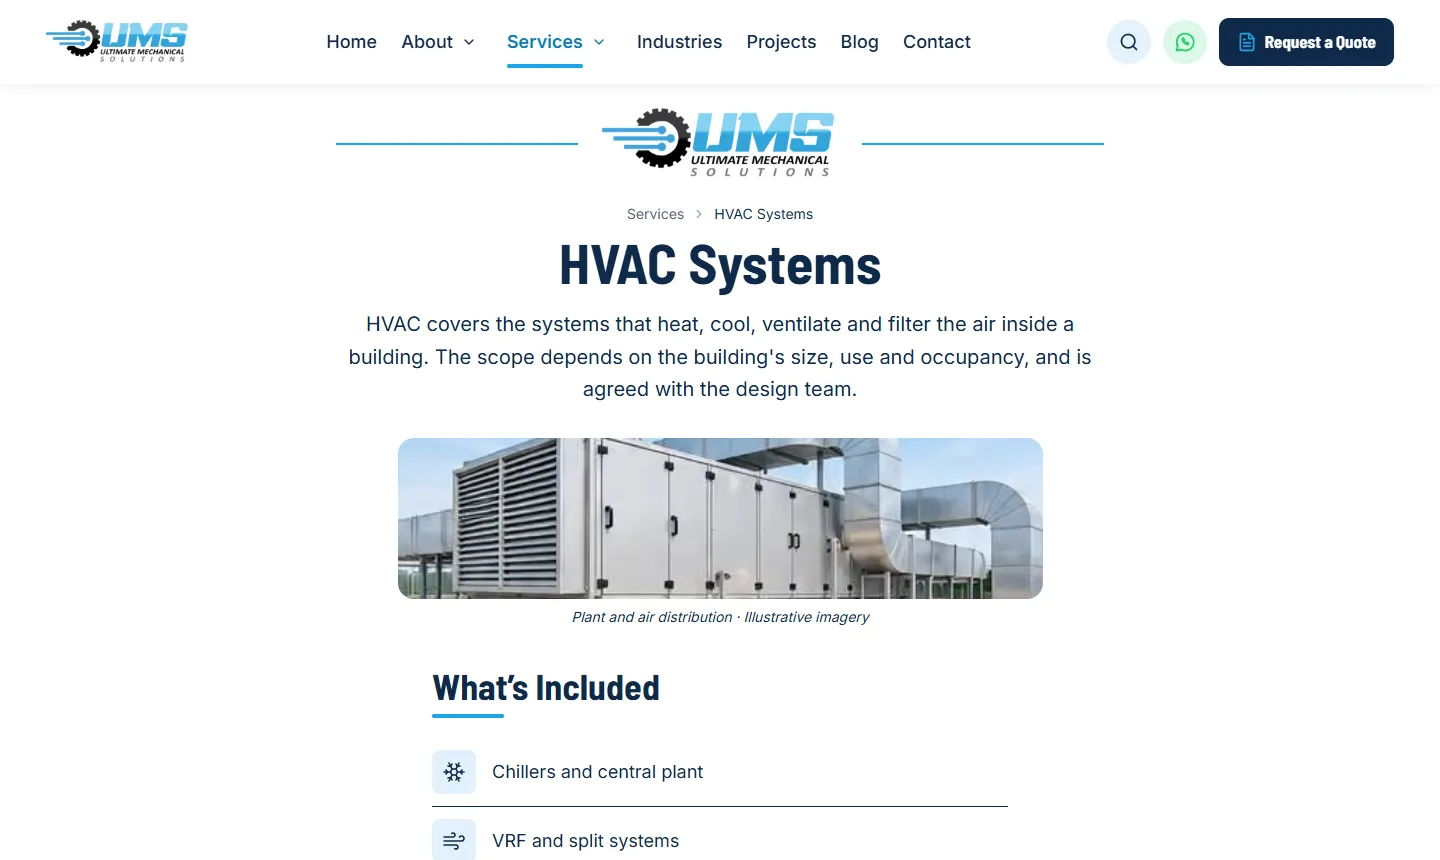 UMS
ULTIMATE MECHANICAL
SOLUTIONS
Home
About
Services
Industries
Projects
Blog
Contact
Request a Quote
UMS
ULTIMATE MECHANICAL
SOLUTIONS
Services
HVAC Systems
HVAC Systems
HVAC covers the systems that heat, cool, ventilate and filter the air inside a
building. The scope depends on the building's size, use and occupancy, and is
agreed with the design team.
Plant and air distribution · Illustrative imagery
What’s Included
Chillers and central plant
VRF and split systems